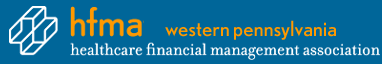 hfma western pennsylvania
healthcare financial management association